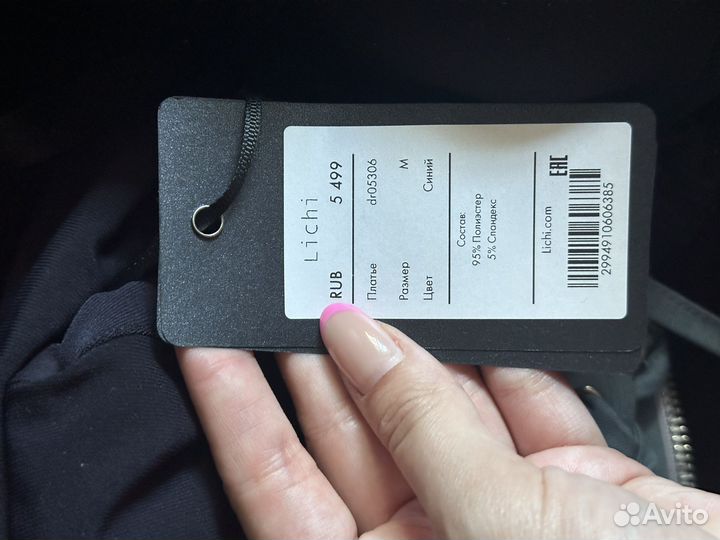 Lichi
RUB 5 499
Платье dr05306
Размер M
Цвет Синий
Состав:
95% Полиэстер
5% Спандекс
Lichi.com
EAC
2994910606385
Avito